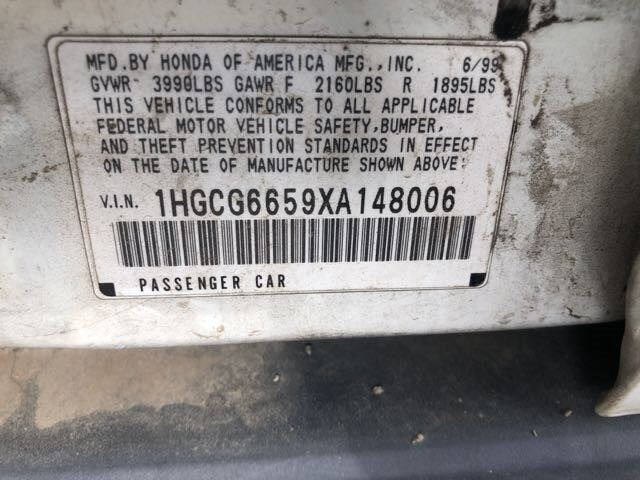 MFD.BY HONDA OF AMERICA MFG.,INC. 6/99
GVWR 3990LBS GAWR F 2160LBS R 1895LBS
THIS VEHICLE CONFORMS TO ALL APPLICABLE
FEDERAL MOTOR VEHICLE SAFETY,BUMPER,
AND THEFT PREVENTION STANDARDS IN EFFECT
ON THE DATE OF MANUFACTURE SHOWN ABOVE:
V.I.N. 1HGCG6659XA148006
PASSENGER CAR